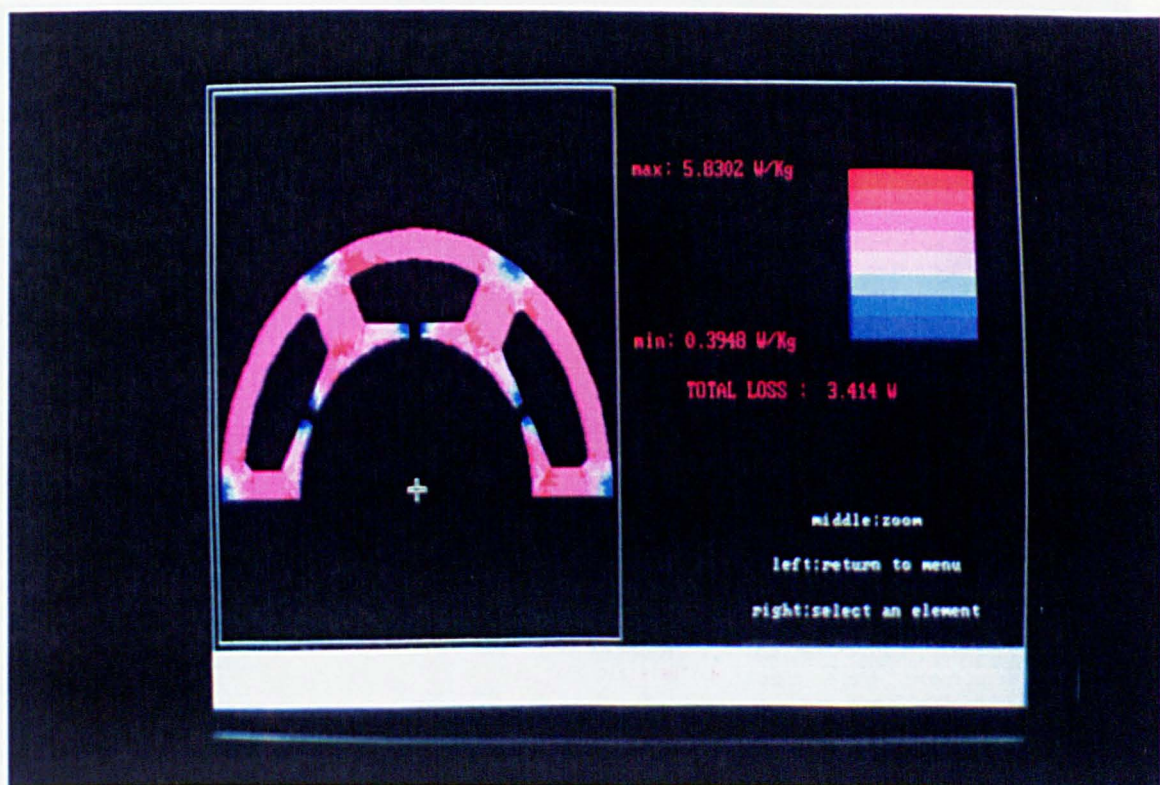 max: 5.8302 W/Kg
min: 0.3948 W/Kg
TOTAL LOSS : 3.414 W
middle:zoom
left:return to menu
right:select an element